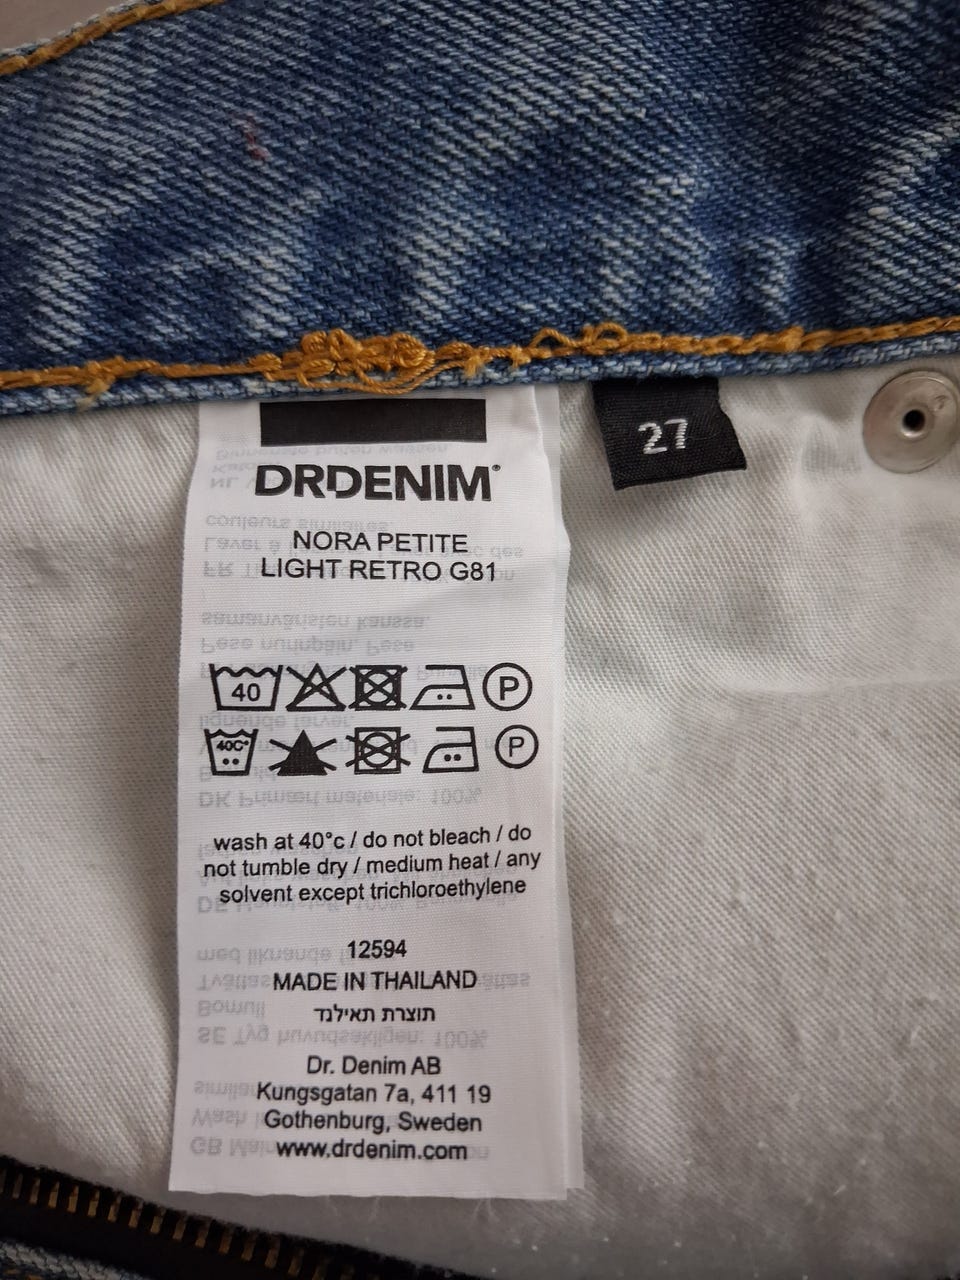 DRDENIM®
27
NORA PETITE
LIGHT RETRO G81
40 P
40C° P
wash at 40°c / do not bleach / do
not tumble dry / medium heat / any
solvent except trichloroethylene
12594
MADE IN THAILAND
תוצרת תאילנד
Dr. Denim AB
Kungsgatan 7a, 411 19
Gothenburg, Sweden
www.drdenim.com